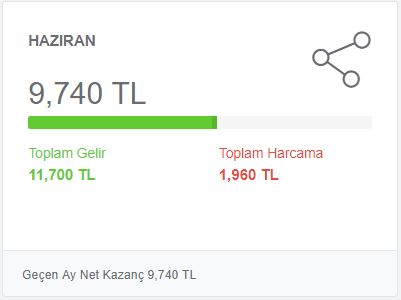 HAZIRAN
9,740 TL
Toplam Gelir
11,700 TL
Toplam Harcama
1,960 TL
Geçen Ay Net Kazanç 9,740 TL